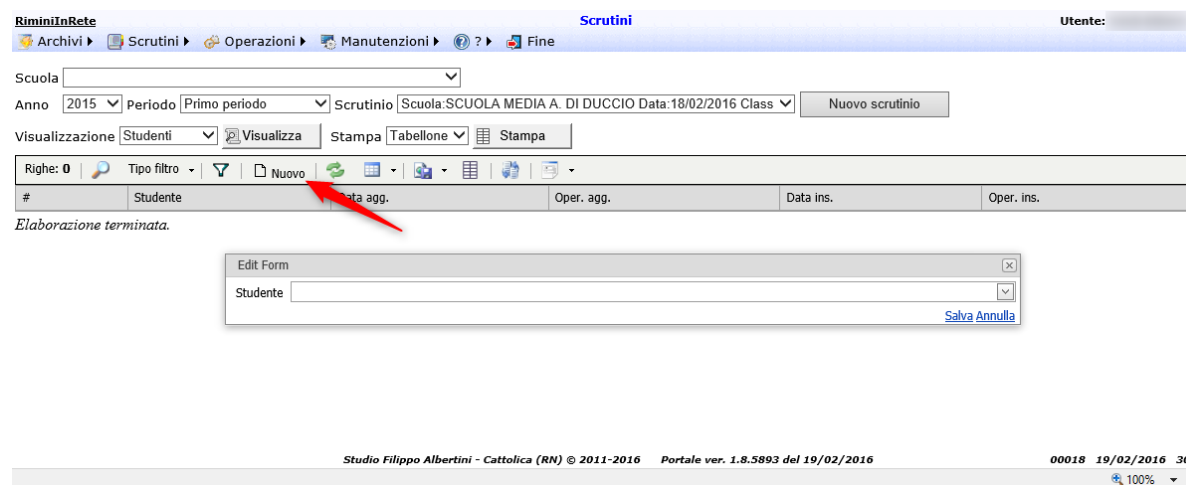 RiminiInRete Scrutini Utente:
Archivi Scrutini Operazioni Manutenzioni ? Fine
Scuola
Anno 2015 Periodo Primo periodo Scrutinio Scuola:SCUOLA MEDIA A. DI DUCCIO Data:18/02/2016 Class Nuovo scrutinio
Visualizzazione Studenti Visualizza Stampa Tabellone Stampa
Righe: 0 Tipo filtro Nuovo
# Studente Data agg. Oper. agg. Data ins. Oper. ins.
Elaborazione terminata.
Edit Form
Studente
Salva Annulla
Studio Filippo Albertini - Cattolica (RN) © 2011-2016 Portale ver. 1.8.5893 del 19/02/2016 00018 19/02/2016
100%